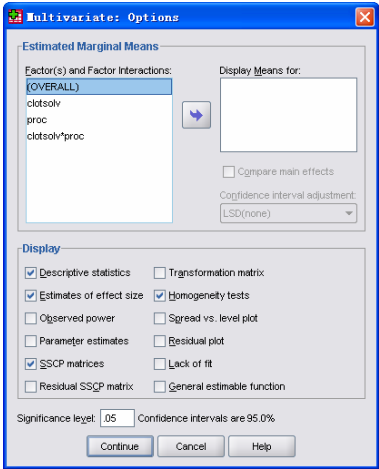 Multivariate: Options
Estimated Marginal Means
Factor(s) and Factor Interactions:
(OVERALL)
clotsolv
proc
clotsolv*proc
Display Means for:
Compare main effects
Confidence interval adjustment:
LSD(none)
Display
Descriptive statistics
Transformation matrix
Estimates of effect size
Homogeneity tests
Observed power
Spread vs. level plot
Parameter estimates
Residual plot
SSCP matrices
Lack of fit
Residual SSCP matrix
General estimable function
Significance level: .05 Confidence intervals are 95.0%
Continue
Cancel
Help